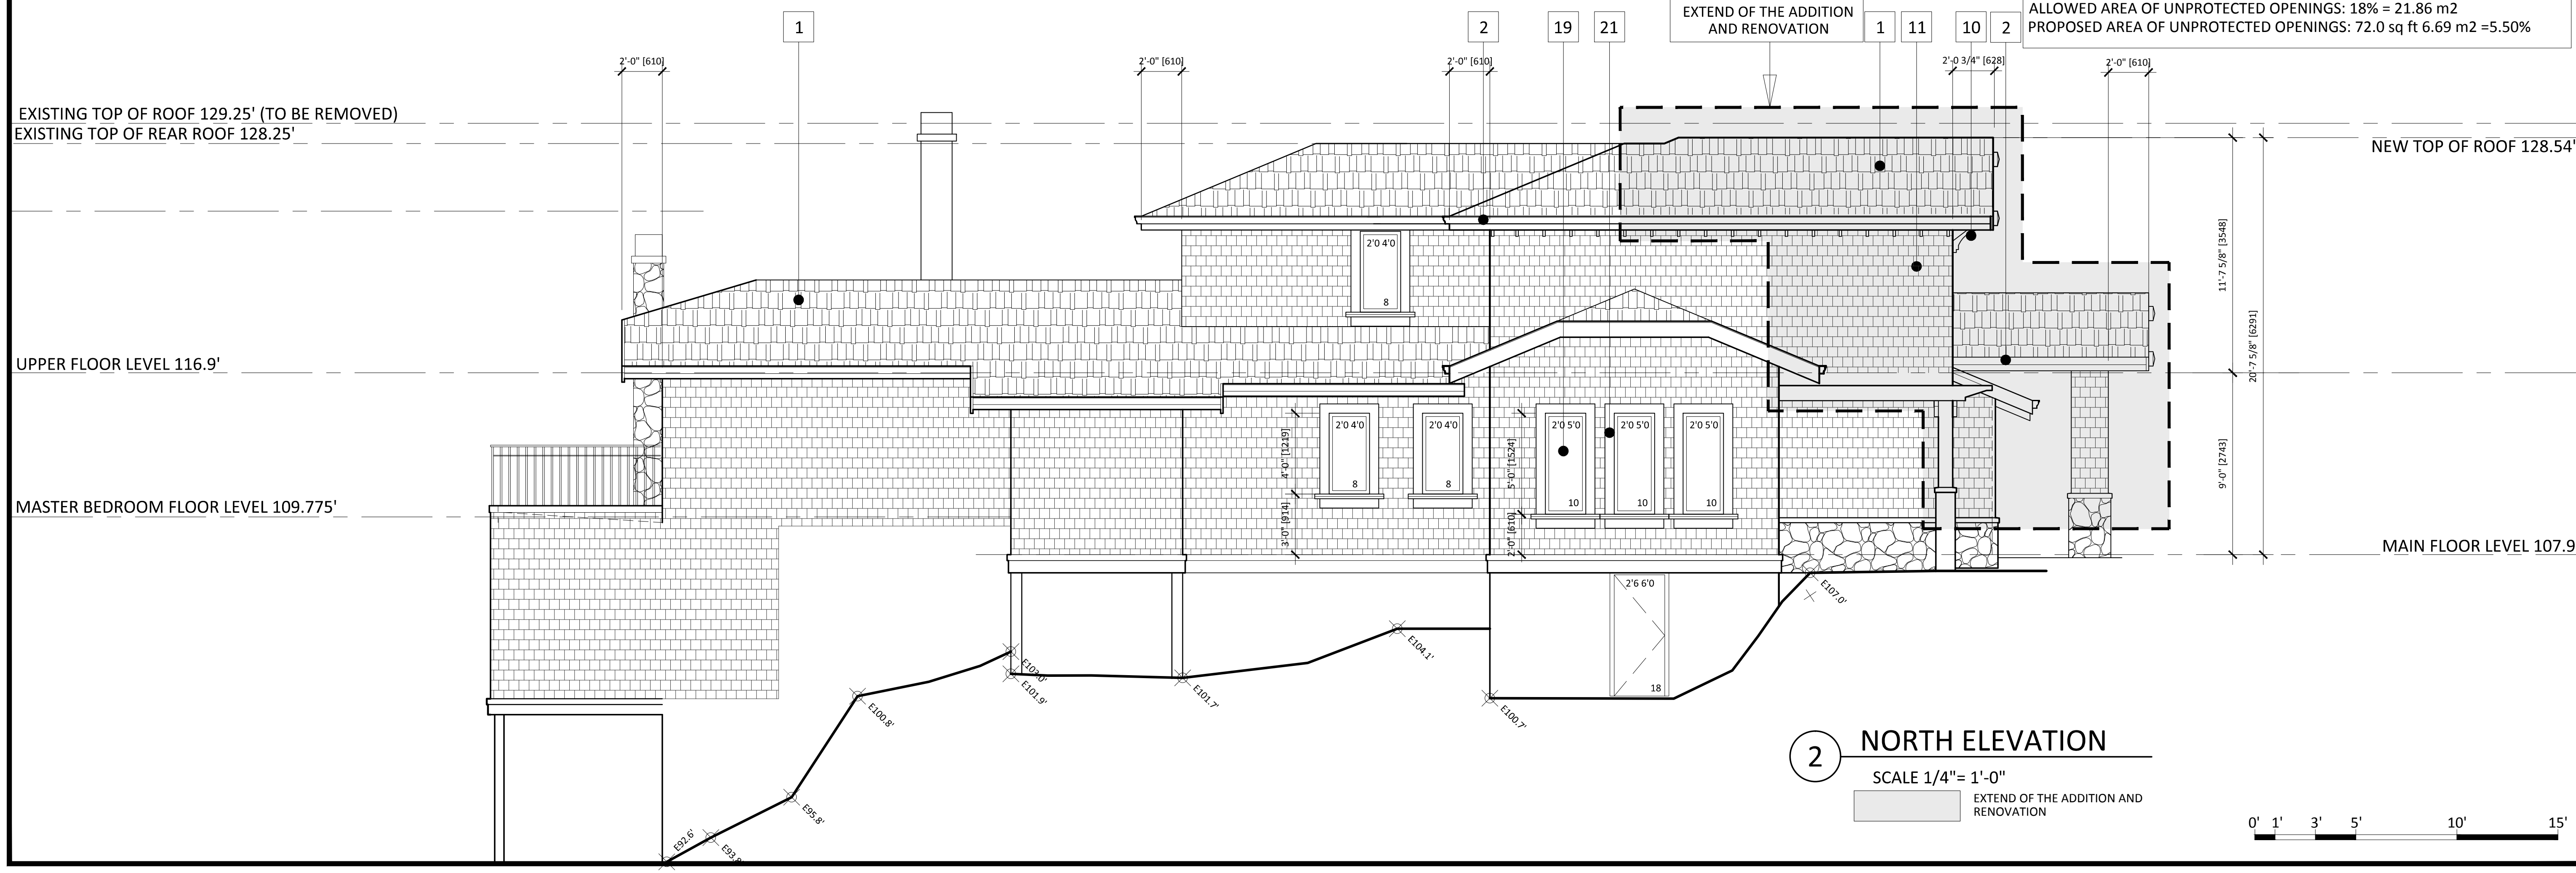 EXTEND OF THE ADDITION
AND RENOVATION
ALLOWED AREA OF UNPROTECTED OPENINGS: 18% = 21.86 m2
PROPOSED AREA OF UNPROTECTED OPENINGS: 72.0 sq ft 6.69 m2 =5.50%
1
2
19
21
1
11
10
2
2'-0" [610]
2'-0" [610]
2'-0" [610]
2'-0 3/4" [628]
2'-0" [610]
EXISTING TOP OF ROOF 129.25' (TO BE REMOVED)
EXISTING TOP OF REAR ROOF 128.25'
NEW TOP OF ROOF 128.54'
2'0 4'0
8
11'-7 5/8" [3548]
20'-7 5/8" [6291]
UPPER FLOOR LEVEL 116.9'
2'0 4'0
2'0 4'0
2'0 5'0
2'0 5'0
2'0 5'0
4'-0" [1219]
5'-0" [1524]
9'-0" [2743]
8
8
10
10
10
MASTER BEDROOM FLOOR LEVEL 109.775'
3'-0" [914]
2'-0" [610]
MAIN FLOOR LEVEL 107.9
2'6 6'0
18
E107.0'
E104.1'
E103.0'
E101.9'
E101.7'
E100.8'
E100.7'
E95.8'
E92.6'
E93.8'
2
NORTH ELEVATION
SCALE 1/4"= 1'-0"
EXTEND OF THE ADDITION AND
RENOVATION
0' 1' 3' 5' 10' 15'